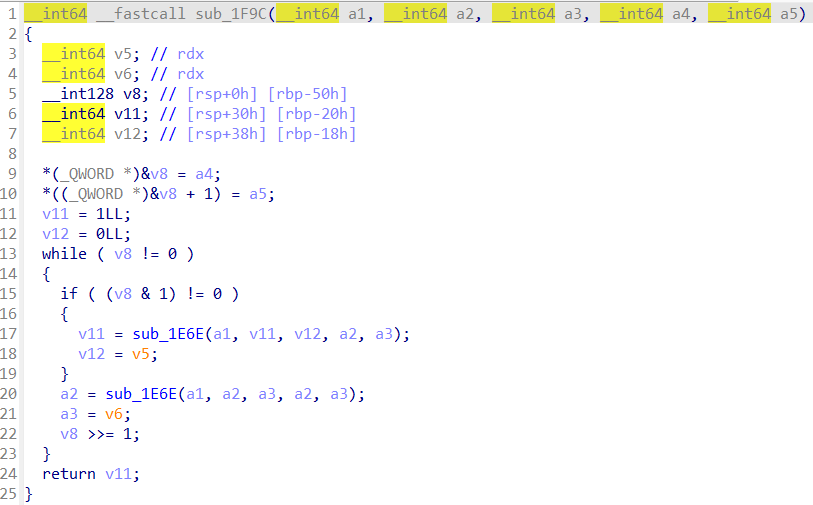 1 __int64 __fastcall sub_1F9C(__int64 a1, __int64 a2, __int64 a3, __int64 a4, __int64 a5)
2 {
3   __int64 v5; // rdx
4   __int64 v6; // rdx
5   __int128 v8; // [rsp+0h] [rbp-50h]
6   __int64 v11; // [rsp+30h] [rbp-20h]
7   __int64 v12; // [rsp+38h] [rbp-18h]
8
9   *(_QWORD *)&v8 = a4;
10   *((_QWORD *)&v8 + 1) = a5;
11   v11 = 1LL;
12   v12 = 0LL;
13   while ( v8 != 0 )
14   {
15     if ( (v8 & 1) != 0 )
16     {
17       v11 = sub_1E6E(a1, v11, v12, a2, a3);
18       v12 = v5;
19     }
20     a2 = sub_1E6E(a1, a2, a3, a2, a3);
21     a3 = v6;
22     v8 >>= 1;
23   }
24   return v11;
25 }